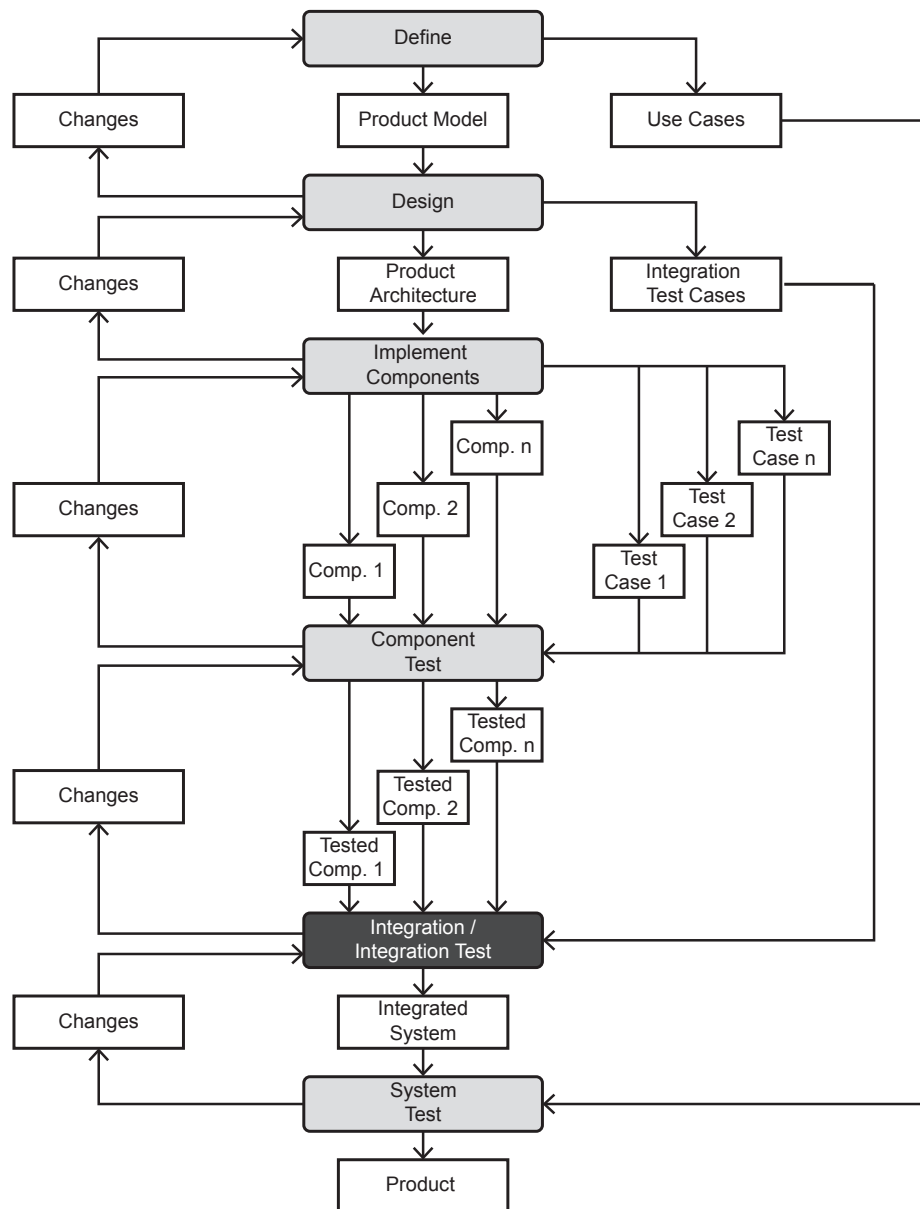 Define
Changes
Product Model
Use Cases
Design
Changes
Product
Architecture
Integration
Test Cases
Implement
Components
Comp. n
Test
Case n
Changes
Comp. 2
Test
Case 2
Comp. 1
Test
Case 1
Component
Test
Tested
Comp. n
Changes
Tested
Comp. 2
Tested
Comp. 1
Integration /
Integration Test
Changes
Integrated
System
System
Test
Product